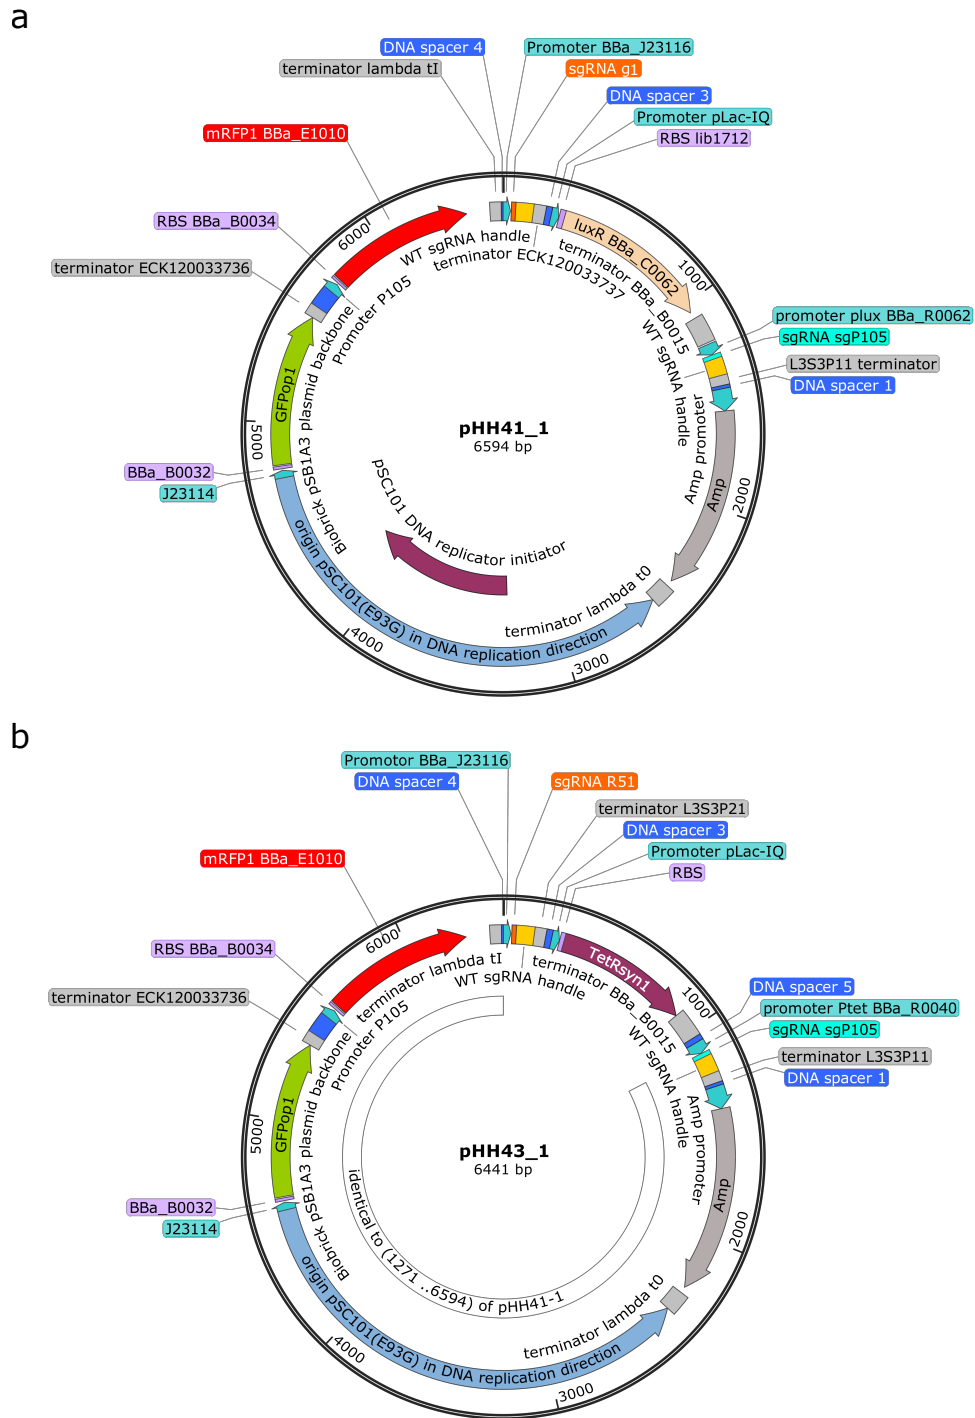 a
DNA spacer 4
Promoter BBa_J23116
terminator lambda tI
sgRNA g1
DNA spacer 3
Promoter pLac-IQ
mRFP1 BBa_E1010
RBS lib1712
RBS BBa_B0034
6000
WT sgRNA handle
luxR BBa_C0062
terminator ECK120033737
terminator BBa_B0015
1000
terminator ECK120033736
Promoter P105
WT sgRNA handle
promoter plux BBa_R0062
sgRNA sgP105
L3S3P11 terminator
DNA spacer 1
GFPop1
Biobrick pSB1A3 plasmid backbone
Amp promoter
pHH41_1
6594 bp
5000
BBa_B0032
J23114
Amp
2000
pSC101 DNA replicator initiator
origin pSC101(E93G) in DNA replication direction
terminator lambda t0
4000
3000
b
Promotor BBa_J23116
DNA spacer 4
sgRNA R51
terminator L3S3P21
DNA spacer 3
mRFP1 BBa_E1010
Promoter pLac-IQ
RBS
6000
RBS BBa_B0034
terminator lambda tI
WT sgRNA handle
TetRsyn1
terminator BBa_B0015
1000
terminator ECK120033736
Promoter P105
WT sgRNA handle
DNA spacer 5
promoter Ptet BBa_R0040
sgRNA sgP105
terminator L3S3P11
DNA spacer 1
GFPop1
Biobrick pSB1A3 plasmid backbone
Amp promoter
5000
pHH43_1
6441 bp
BBa_B0032
J23114
Amp
2000
identical to (1271 ..6594) of pHH41-1
origin pSC101(E93G) in DNA replication direction
terminator lambda t0
4000
3000